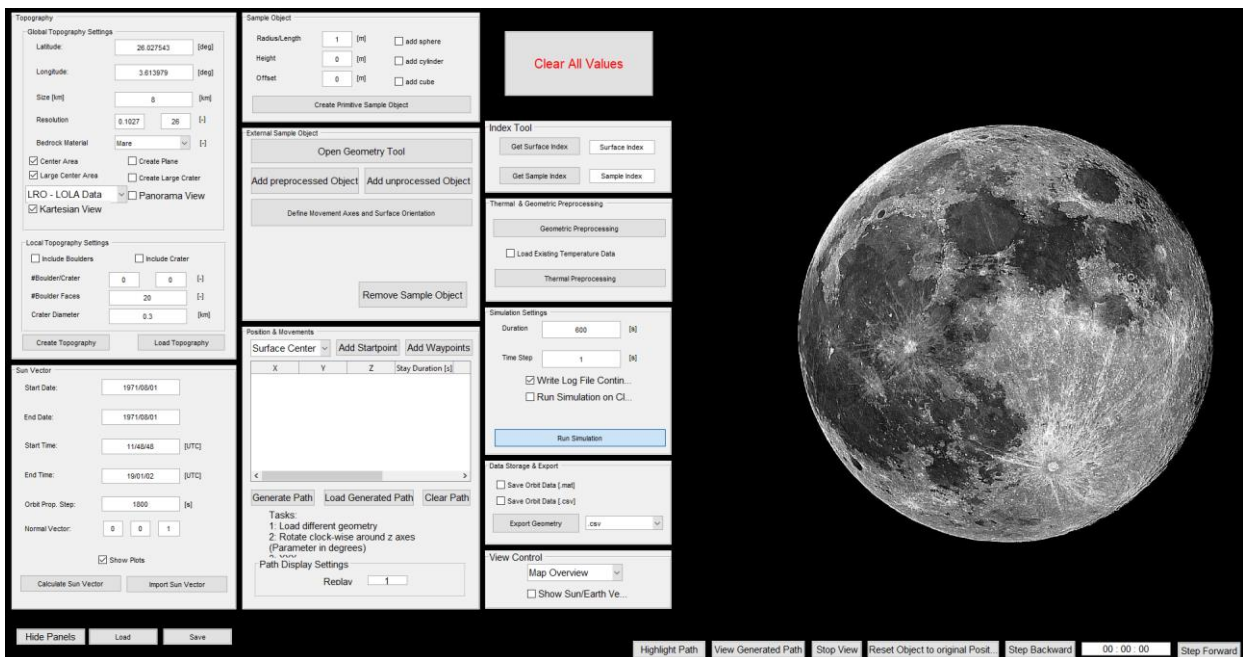 Topography
Global Topography Settings
Latitude: 26.027543 [deg]
Longitude: 3.613979 [deg]
Size [km] 8 [km]
Resolution 0.1027 26 [-]
Bedrock Material Mare [-]
Center Area Create Plane
Large Center Area Create Large Crater
LRO - LOLA Data Panorama View
Kartesian View
Local Topography Settings
Include Boulders Include Crater
#Boulder/Crater 0 0 [-]
#Boulder Faces 20 [-]
Crater Diameter 0.3 [km]
Create Topography Load Topography
Sun Vector
Start Date: 1971/08/01
End Date: 1971/08/01
Start Time: 11/48/48 [UTC]
End Time: 19/01/02 [UTC]
Orbit Prop. Step: 1800 [s]
Normal Vector: 0 0 1
Show Plots
Calculate Sun Vector Import Sun Vector
Hide Panels Load Save
Sample Object
Radius/Length 1 [m] add sphere
Height 0 [m] add cylinder
Offset 0 [m] add cube
Create Primitive Sample Object
External Sample Object
Open Geometry Tool
Add preprocessed Object Add unprocessed Object
Define Movement Axes and Surface Orientation
Remove Sample Object
Position & Movements
Surface Center Add Startpoint Add Waypoints
X Y Z Stay Duration [s]
Generate Path Load Generated Path Clear Path
Tasks:
1: Load different geometry
2: Rotate clock-wise around z axes
(Parameter in degrees)
Path Display Settings
Replay 1
Clear All Values
Index Tool
Get Surface Index Surface Index
Get Sample Index Sample Index
Thermal & Geometric Preprocessing
Geometric Preprocessing
Load Existing Temperature Data
Thermal Preprocessing
Simulation Settings
Duration 600 [s]
Time Step 1 [s]
Write Log File Contin...
Run Simulation on Cl...
Run Simulation
Data Storage & Export
Save Orbit Data [.mat]
Save Orbit Data [.csv]
Export Geometry .csv
View Control
Map Overview
Show Sun/Earth Ve...
Highlight Path View Generated Path Stop View Reset Object to original Posit... Step Backward 00 : 00 : 00 Step Forward